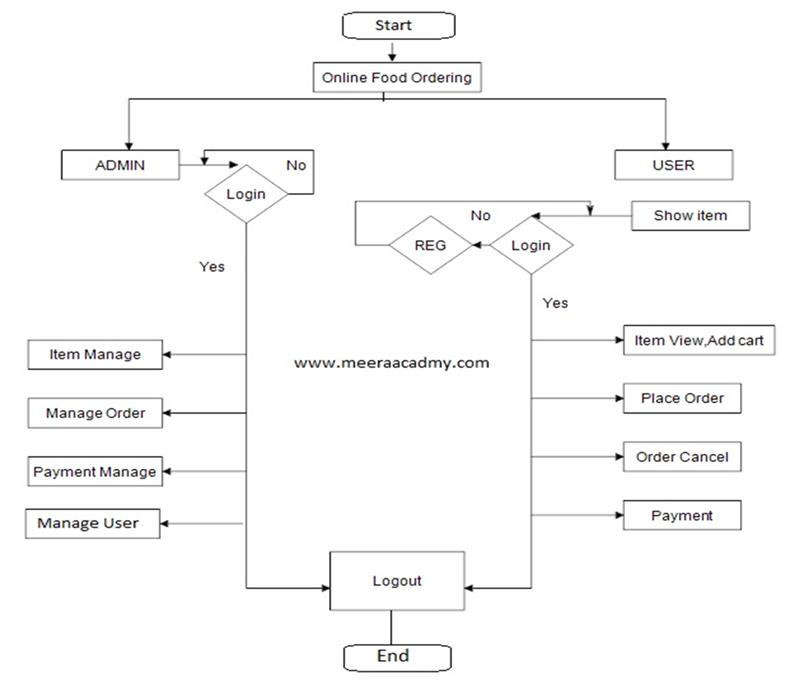 Start
Online Food Ordering
ADMIN
USER
No
Login
Show item
No
REG
Login
Yes
Yes
Item Manage
Item View,Add cart
www.meeraacadmy.com
Manage Order
Place Order
Payment Manage
Order Cancel
Manage User
Payment
Logout
End